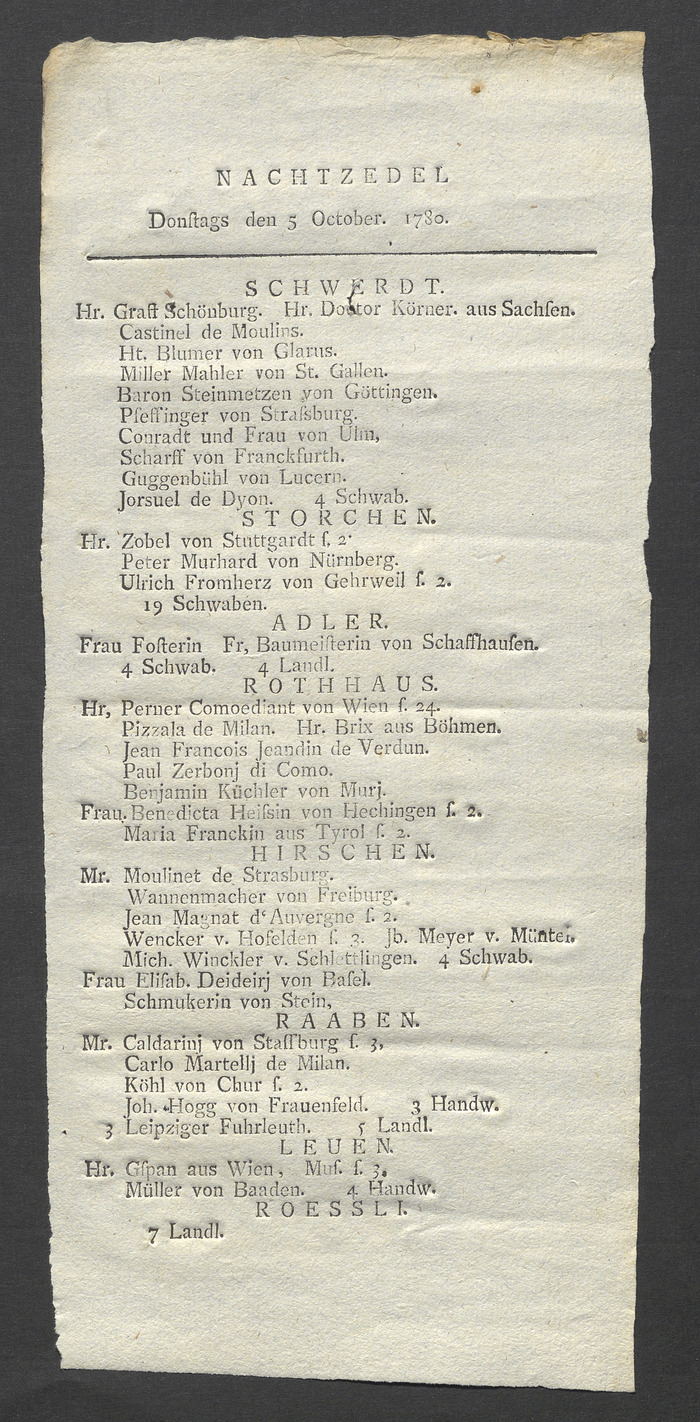 NACHTZEDEL
Donſtags den 5 October. 1780.
SCHWERDT.
Hr. Graff Schönburg. Hr. Doctor Körner. aus Sachſen.
Castinel de Moulins.
Ht. Blumer von Glarus.
Miller Mahler von St. Gallen.
Baron Steinmetzen von Göttingen.
Pfeffinger von Straſsburg.
Conradt und Frau von Ulm,
Scharff von Franckfurth.
Guggenbühl von Lucern.
Jorsuel de Dyon. 4 Schwab.
STORCHEN.
Hr. Zobel von Stuttgardt ſ. 2.
Peter Murhard von Nürnberg.
Ulrich Fromherz von Gehrweil ſ. 2.
19 Schwaben.
ADLER.
Frau Foſterin Fr, Baumeiſterin von Schaffhauſen.
4 Schwab. 4 Landl.
ROTHHAUS.
Hr, Perner Comoediant von Wien ſ. 24.
Pizzala de Milan. Hr. Brix aus Böhmen.
Jean Francois Jeandin de Verdun.
Paul Zerbonj di Como.
Benjamin Küchler von Murj.
Frau. Benedicta Heiſsin von Hechingen ſ. 2.
Maria Franckin aus Tyrol ſ. 2.
HIRSCHEN.
Mr. Moulinet de Strasburg.
Wannenmacher von Freiburg.
Jean Magnat d'Auvergne ſ. 2.
Wencker v. Hofelden ſ. 3. Jb. Meyer v. Münter.
Mich. Winckler v. Schlettlingen. 4 Schwab.
Frau Eliſab. Deideirj von Baſel.
Schmukerin von Stein,
RAABEN.
Mr. Caldarinj von Staſſburg ſ. 3,
Carlo Martellj de Milan.
Köhl von Chur ſ. 2.
Joh. Hogg von Frauenfeld. 3 Handw.
3 Leipziger Fuhrleuth. 5 Landl.
LEUEN.
Hr. Gſpan aus Wien, Muſ. ſ. 3.
Müller von Baaden. 4 Handw.
ROESSLI.
7 Landl.